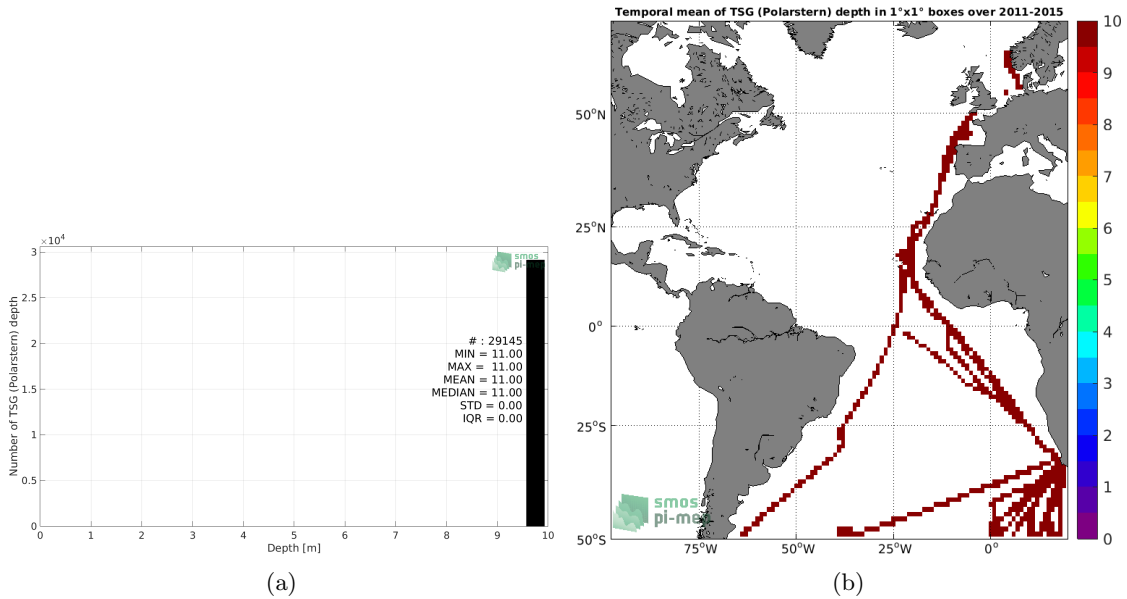 ×10⁴
3
2.5
2
1.5
1
0.5
0
Number of TSG (Polarstern) depth
smos
pi-me
# : 29145
MIN = 11.00
MAX = 11.00
MEAN = 11.00
MEDIAN = 11.00
STD = 0.00
IQR = 0.00
0 1 2 3 4 5 6 7 8 9 10
Depth [m]
(a)
Temporal mean of TSG (Polarstern) depth in 1°x1° boxes over 2011-2015
50°N
25°N
0°
25°S
50°S
75°W 50°W 25°W 0°
smos
pi-me
10
9
8
7
6
5
4
3
2
1
0
(b)